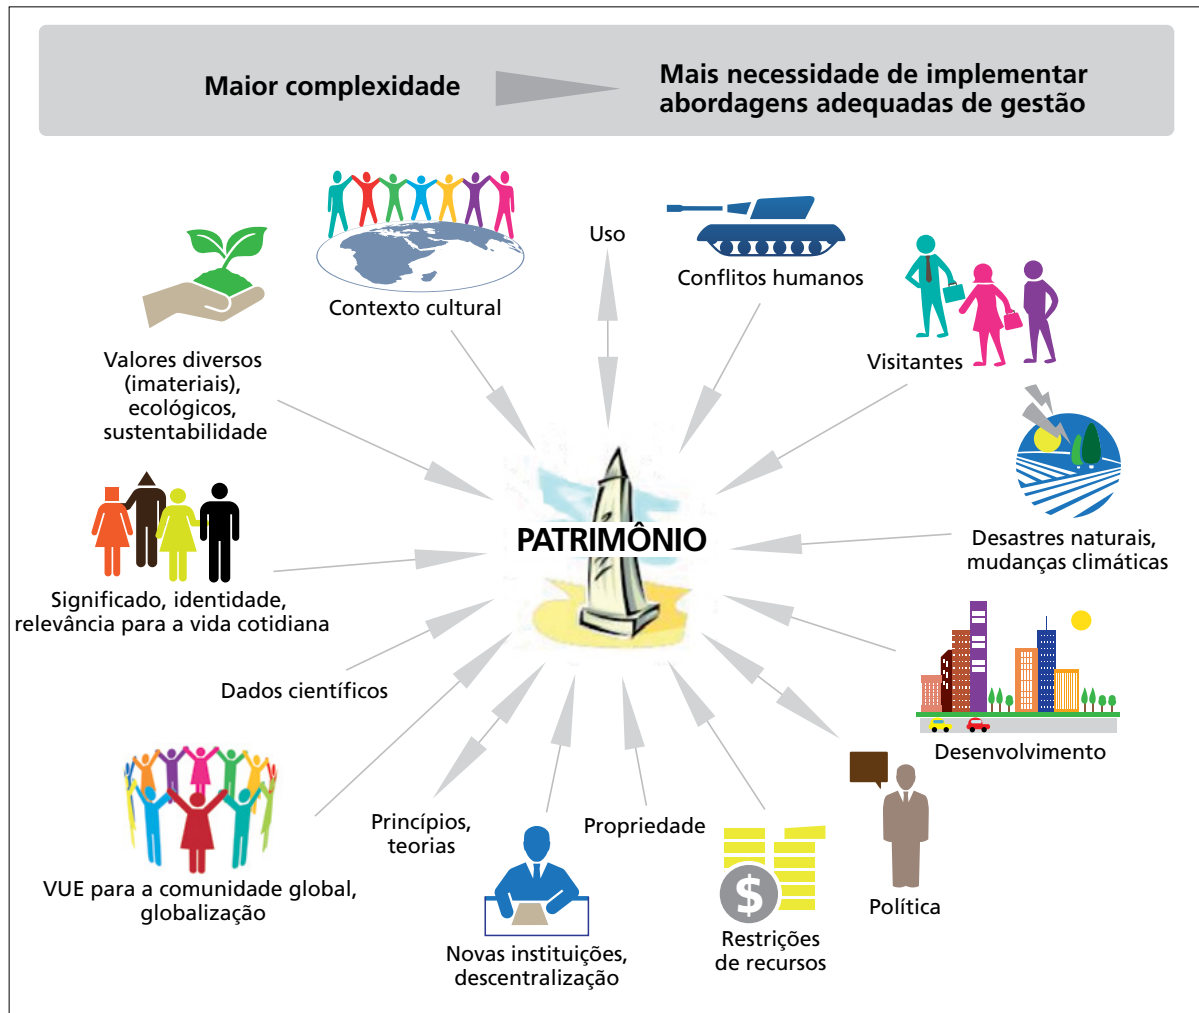 Maior complexidade
Mais necessidade de implementar
abordagens adequadas de gestão
Contexto cultural
Uso
Conflitos humanos
Visitantes
Valores diversos
(imateriais),
ecológicos,
sustentabilidade
Desastres naturais,
mudanças climáticas
PATRIMÔNIO
Significado, identidade,
relevância para a vida cotidiana
Dados científicos
Desenvolvimento
VUE para a comunidade global,
globalização
Princípios,
teorias
Novas instituições,
descentralização
Propriedade
$
Restrições
de recursos
Política